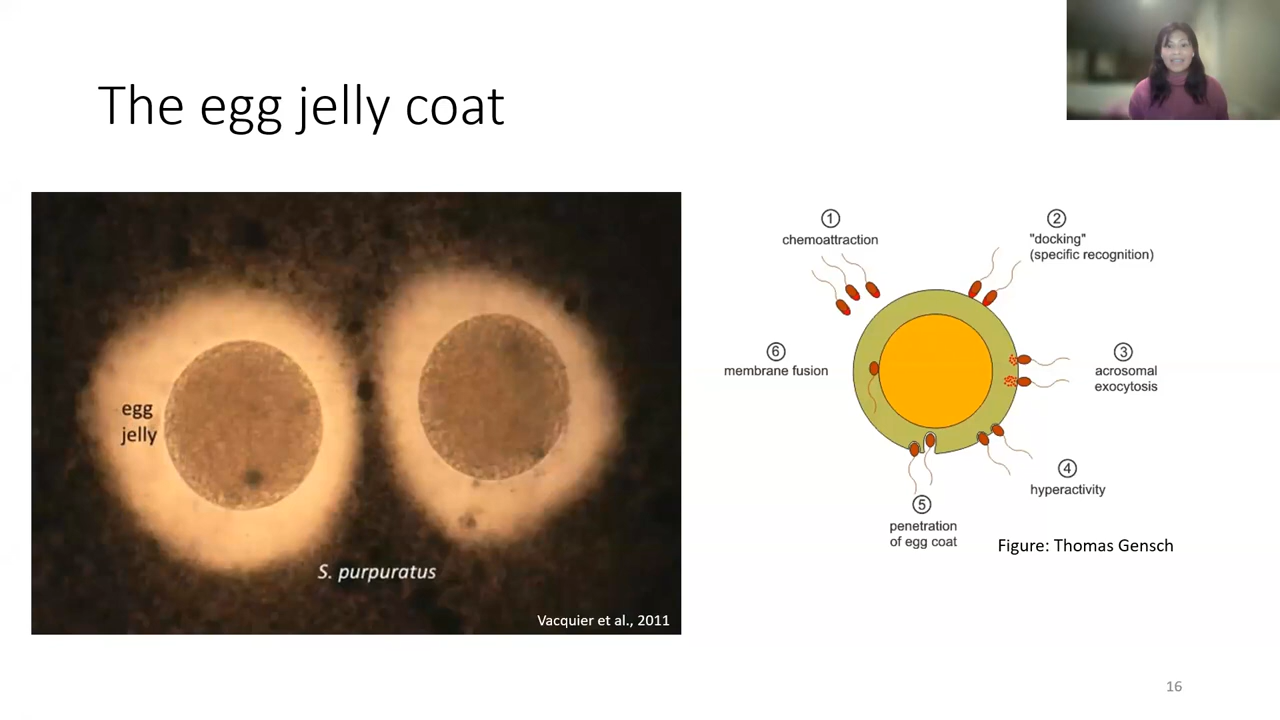 The egg jelly coat
egg
jelly
S. purpuratus
Vacquier et al., 2011
1
chemoattraction
2
"docking"
(specific recognition)
3
acrosomal
exocytosis
4
hyperactivity
5
penetration
of egg coat
6
membrane fusion
Figure: Thomas Gensch
16